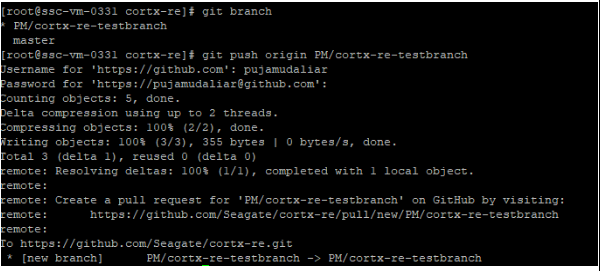 [root@ssc-vm-0331 cortx-re]# git branch
* PM/cortx-re-testbranch
  master
[root@ssc-vm-0331 cortx-re]# git push origin PM/cortx-re-testbranch
Username for 'https://github.com': pujamudaliar
Password for 'https://pujamudaliar@github.com':
Counting objects: 5, done.
Delta compression using up to 2 threads.
Compressing objects: 100% (2/2), done.
Writing objects: 100% (3/3), 355 bytes | 0 bytes/s, done.
Total 3 (delta 1), reused 0 (delta 0)
remote: Resolving deltas: 100% (1/1), completed with 1 local object.
remote:
remote: Create a pull request for 'PM/cortx-re-testbranch' on GitHub by visiting:
remote:      https://github.com/Seagate/cortx-re/pull/new/PM/cortx-re-testbranch
remote:
To https://github.com/Seagate/cortx-re.git
 * [new branch]      PM/cortx-re-testbranch -> PM/cortx-re-testbranch